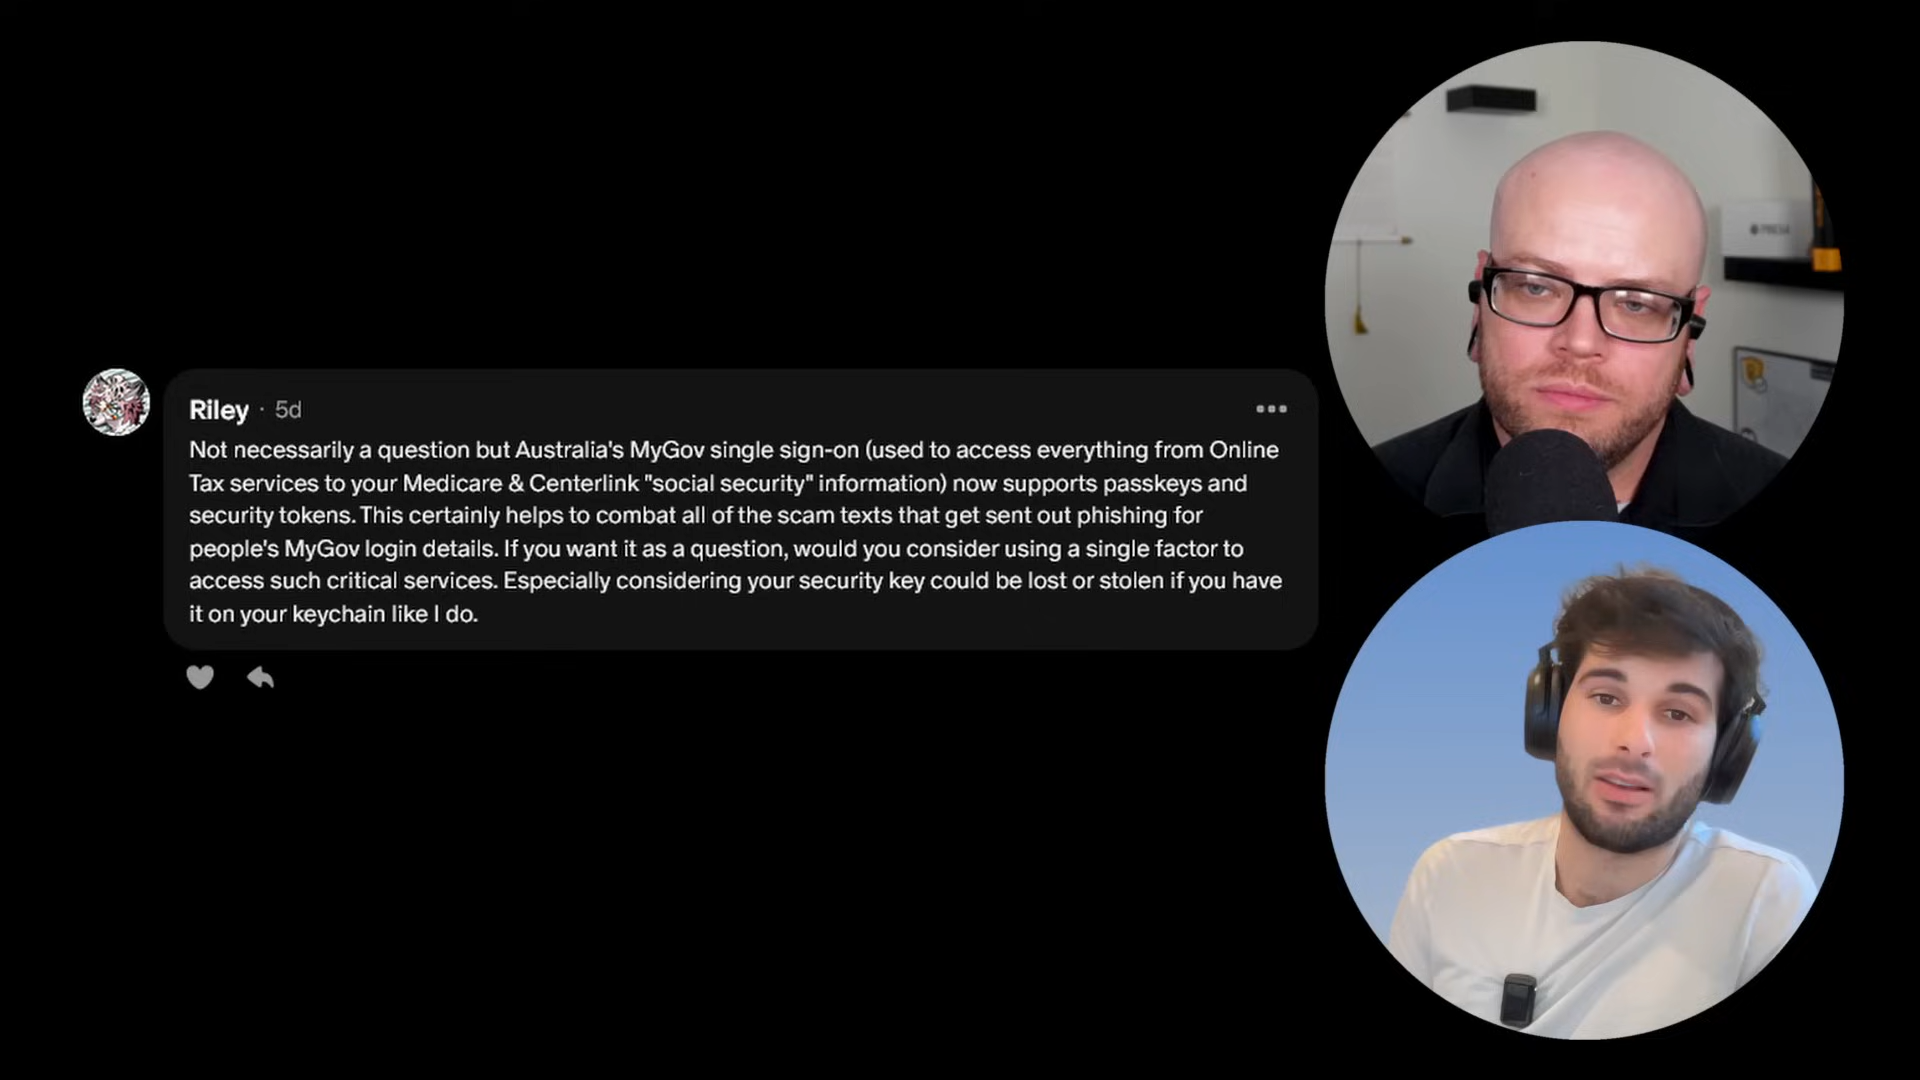 Riley · 5d
Not necessarily a question but Australia's MyGov single sign-on (used to access everything from Online
Tax services to your Medicare & Centerlink "social security" information) now supports passkeys and
security tokens. This certainly helps to combat all of the scam texts that get sent out phishing for
people's MyGov login details. If you want it as a question, would you consider using a single factor to
access such critical services. Especially considering your security key could be lost or stolen if you have
it on your keychain like I do.